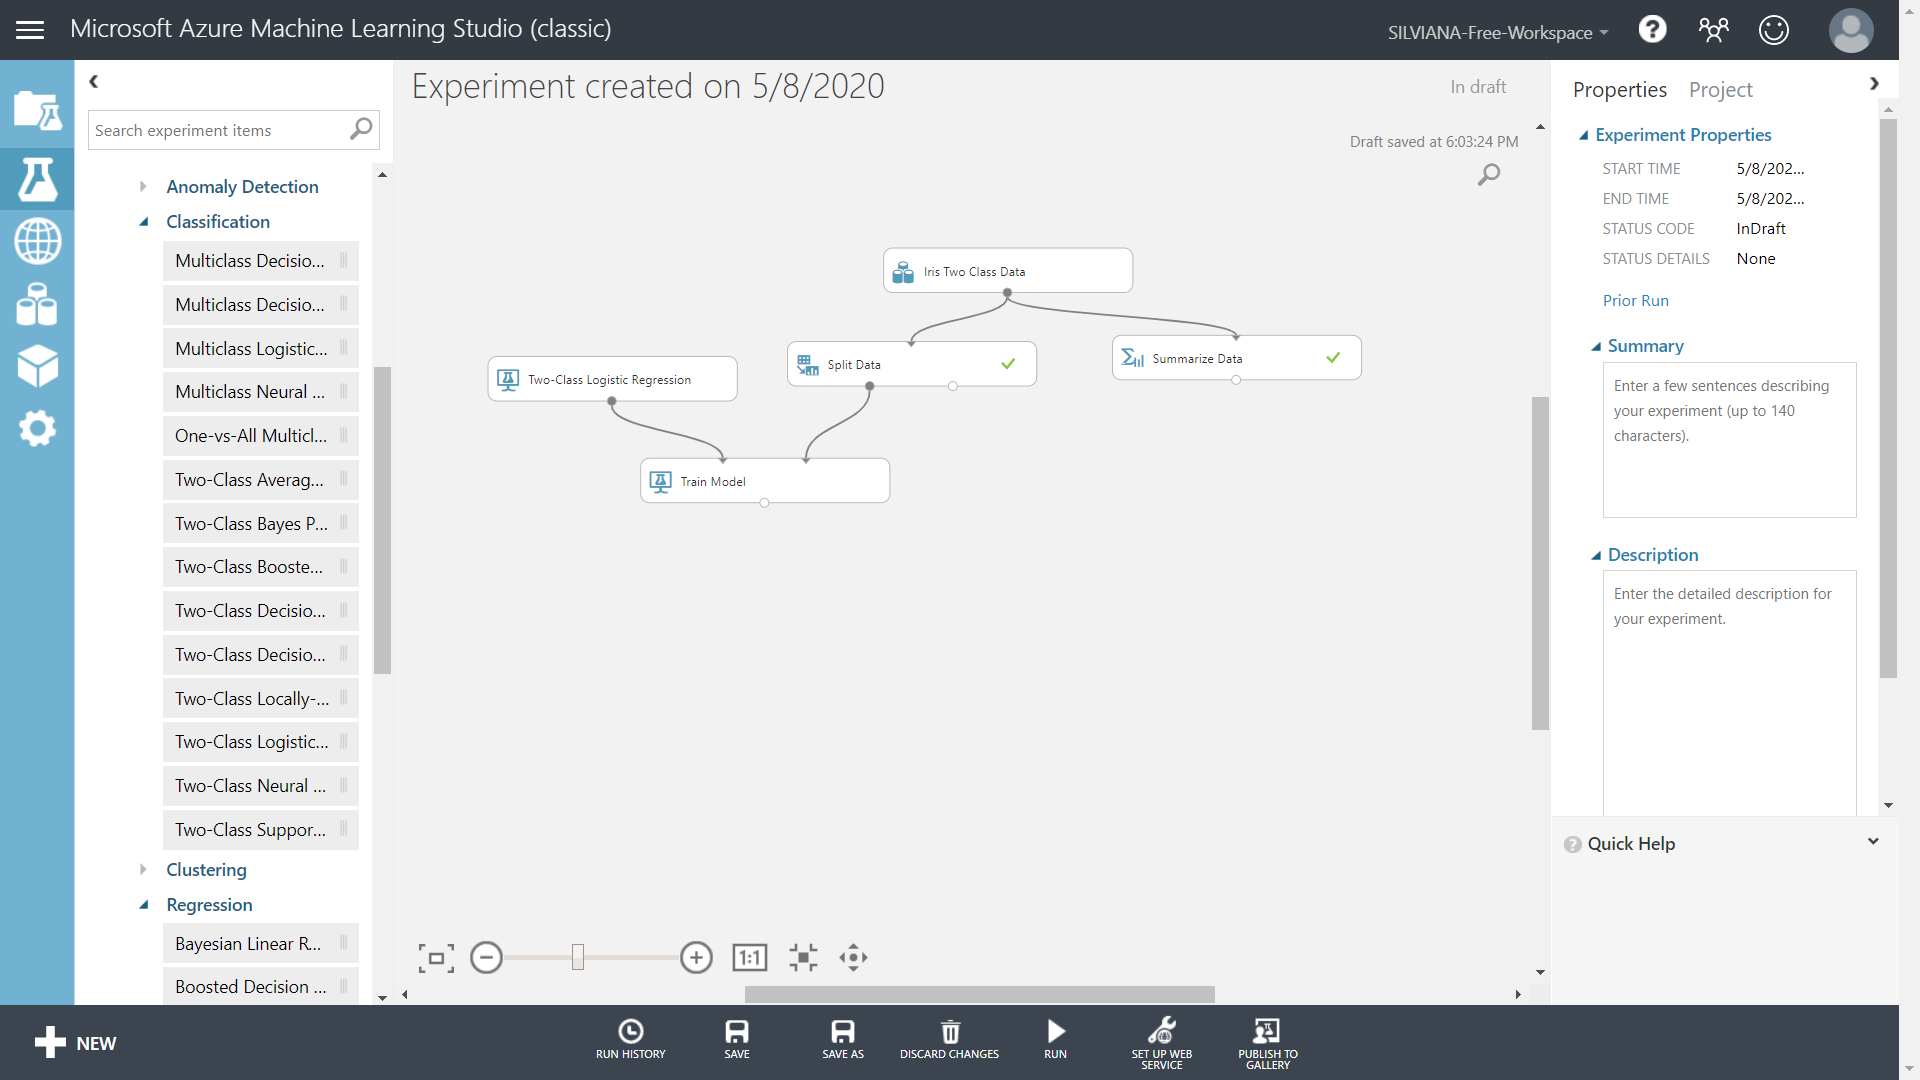 Microsoft Azure Machine Learning Studio (classic)
SILVIANA-Free-Workspace
?
Search experiment items
Anomaly Detection
Classification
Multiclass Decisio...
Multiclass Decisio...
Multiclass Logistic...
Multiclass Neural ...
One-vs-All Multicl...
Two-Class Averag...
Two-Class Bayes P...
Two-Class Booste...
Two-Class Decisio...
Two-Class Decisio...
Two-Class Locally-...
Two-Class Logistic...
Two-Class Neural ...
Two-Class Suppor...
Clustering
Regression
Bayesian Linear R...
Boosted Decision ...
Experiment created on 5/8/2020
In draft
Draft saved at 6:03:24 PM
Iris Two Class Data
Split Data
Summarize Data
Two-Class Logistic Regression
Train Model
1:1
Properties
Project
Experiment Properties
START TIME 5/8/202...
END TIME 5/8/202...
STATUS CODE InDraft
STATUS DETAILS None
Prior Run
Summary
Enter a few sentences describing
your experiment (up to 140
characters).
Description
Enter the detailed description for
your experiment.
? Quick Help
NEW
RUN HISTORY
SAVE
SAVE AS
DISCARD CHANGES
RUN
SET UP WEB
SERVICE
PUBLISH TO
GALLERY